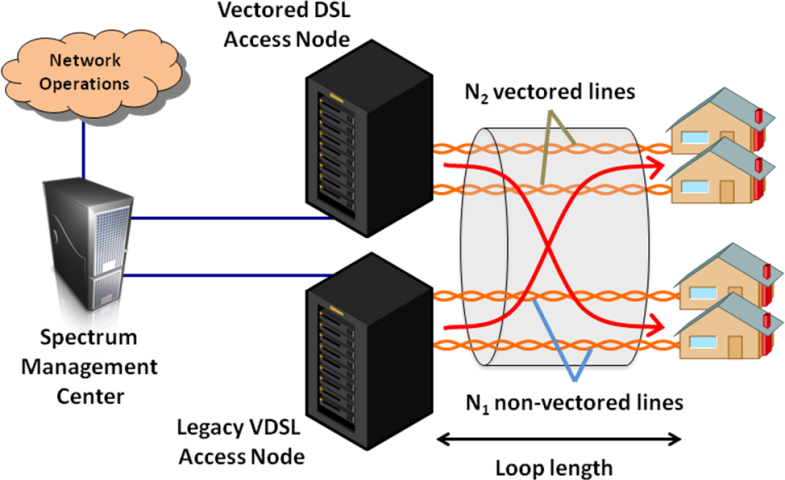 Vectored DSL
Access Node
Network
Operations
N₂ vectored lines
Spectrum
Management
Center
N₁ non-vectored lines
Legacy VDSL
Access Node
Loop length